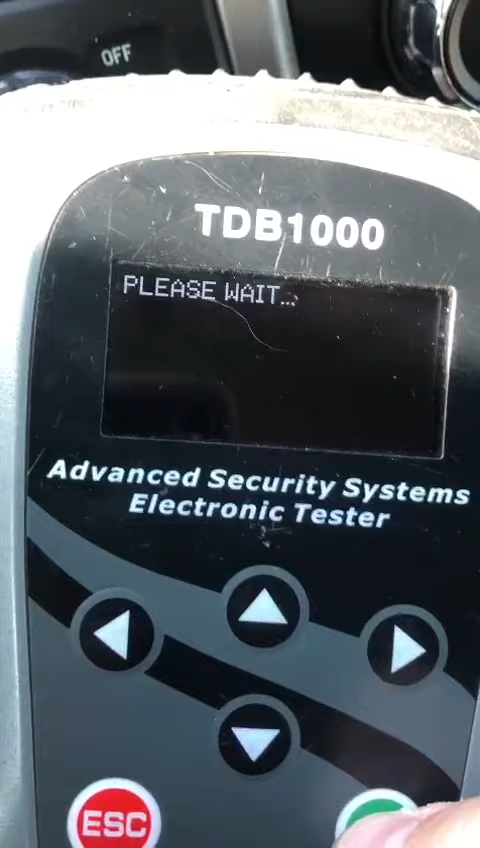 OFF
TDB1000
PLEASE WAIT...
Advanced Security Systems
Electronic Tester
ESC